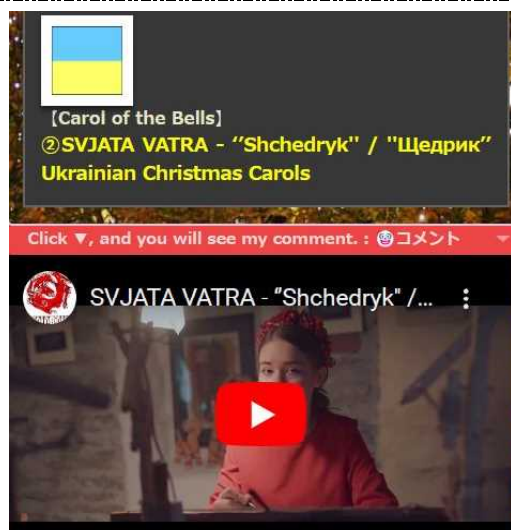 【Carol of the Bells】
②SVJATA VATRA - ‘’Shchedryk'' / ''Щедрик’’
Ukrainian Christmas Carols
Click ▼, and you will see my comment. : 🤡コメント
SVJATA VATRA - ‘’Shchedryk'' /...